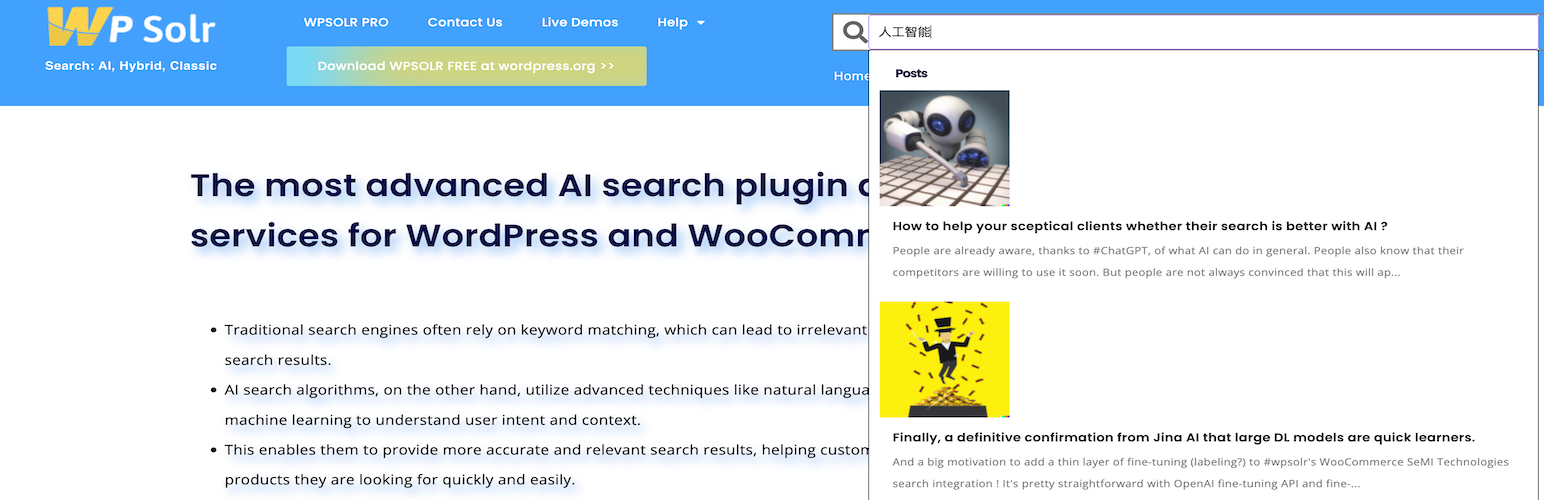 WP Solr
Search: AI, Hybrid, Classic
WPSOLR PRO
Contact Us
Live Demos
Help
Download WPSOLR FREE at wordpress.org >>
人工智能
Home
Posts
How to help your sceptical clients whether their search is better with AI ?
People are already aware, thanks to #ChatGPT, of what AI can do in general. People also know that their
competitors are willing to use it soon. But people are not always convinced that this will ap...
Finally, a definitive confirmation from Jina AI that large DL models are quick learners.
And a big motivation to add a thin layer of fine-tuning (labeling?) to #wpsolr's WooCommerce SeMI Technologies
search integration ! It's pretty straightforward with OpenAI fine-tuning API and fine-...
The most advanced AI search plugin
services for WordPress and WooComm
Traditional search engines often rely on keyword matching, which can lead to irrelevant
search results.
AI search algorithms, on the other hand, utilize advanced techniques like natural langua
machine learning to understand user intent and context.
This enables them to provide more accurate and relevant search results, helping custom
products they are looking for quickly and easily.